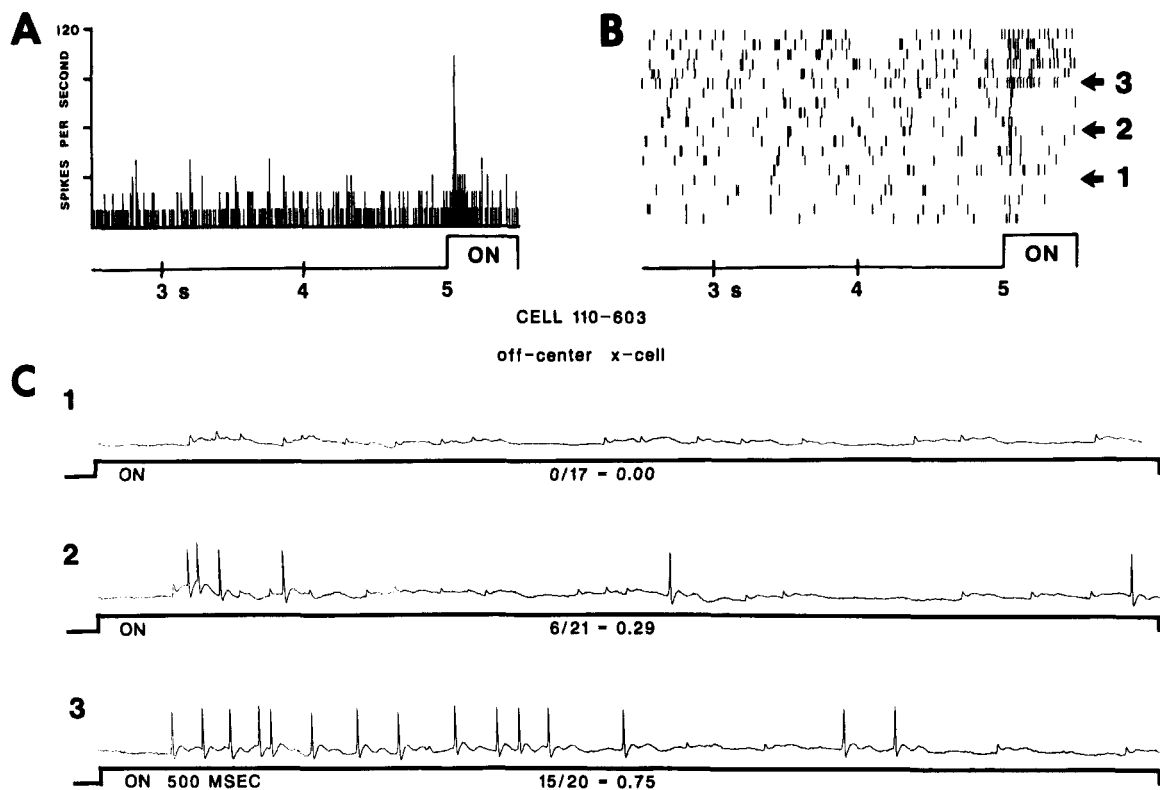 A
120
SPIKES PER SECOND
ON
3 s 4 5
B
3
2
1
ON
3 s 4 5
CELL 110-603
off-center x-cell
C
1
ON 0/17 - 0.00
2
ON 6/21 - 0.29
3
ON 500 MSEC 15/20 - 0.75